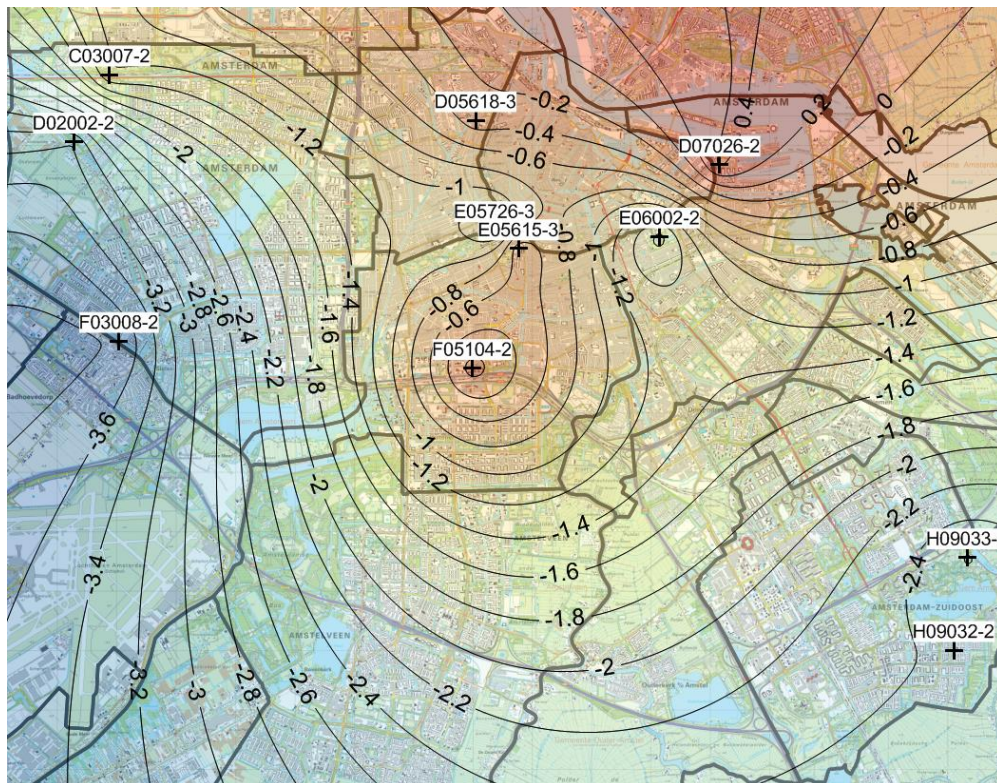 C03007-2
AMSTERDAM
D05618-3
-0.2
-0.4
-0.6
AMSTERDAM
0.4
0.2
0
-0.2
D02002-2
-1.2
-2
AMSTERDAM
D07026-2
-1
-0.4
-0.6
AMSTERDAM
-0.8
E05726-3
E05615-3
-0.8
-1
E06002-2
-1.2
-1
-3.2
-2.8
-3
-2.6
-2.4
-2.2
-1.4
-1.6
-1.8
-0.8
-0.6
-1.2
F03008-2
F05104-2
-1.4
-1.6
Badhoevedorp
-1.8
-3.6
-1
-1.2
-2
-2
-2.2
-1.4
H09033-
-3.4
-1.6
-2.4
-1.8
AMSTERDAM-ZUIDOOST
AMSTELVEEN
H09032-2
-2
-3.2
-3
-2.8
-2.6
-2.4
-2.2
Ouderkerk a/d Amstel